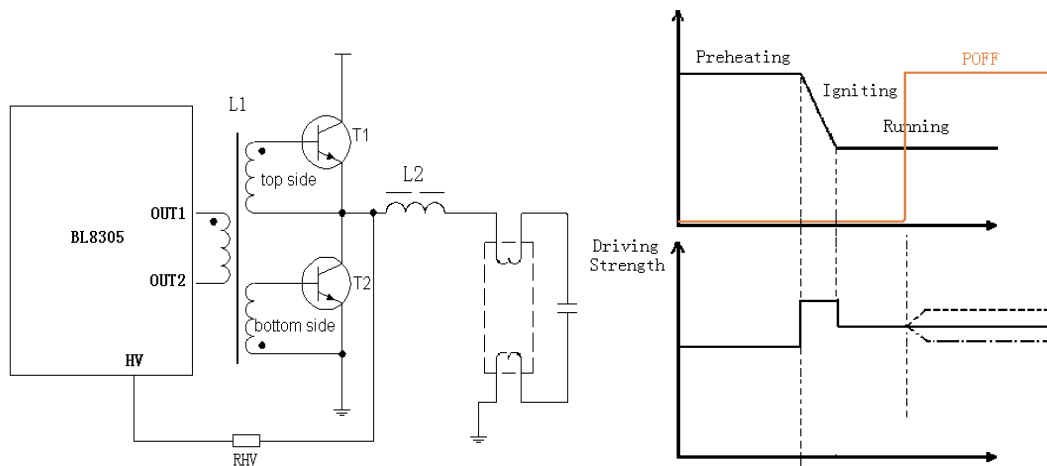 L1
T1
top side
L2
OUT1
BL8305
OUT2
T2
bottom side
HV
RHV
Preheating
POFF
Igniting
Running
Driving
Strength